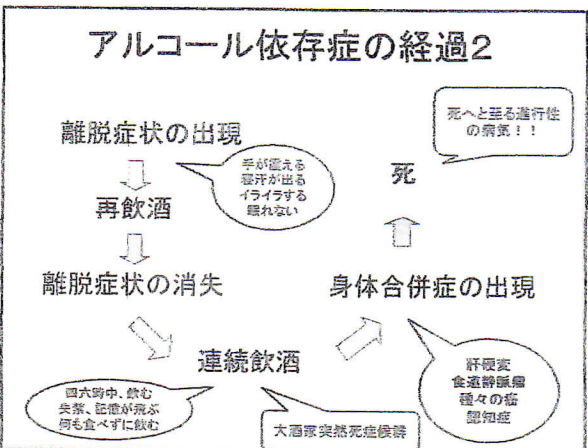 アルコール依存症の経過2
離脱症状の出現
手が震える
寝汗が出る
イライラする
眠れない
再飲酒
離脱症状の消失
連続飲酒
四六時中、飲む
失禁、記憶が飛ぶ
何も食べずに飲む
大酒家突然死症候群
身体合併症の出現
肝硬変
食道静脈瘤
種々の癌
認知症
死
死へと至る進行性
の病気！！